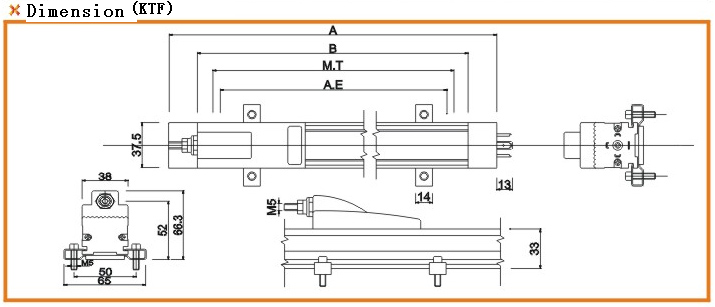 × Dimension (KTF)
A
B
M.T
A.E
37.5
13
14
38
M5
52
66.3
33
M5
50
65